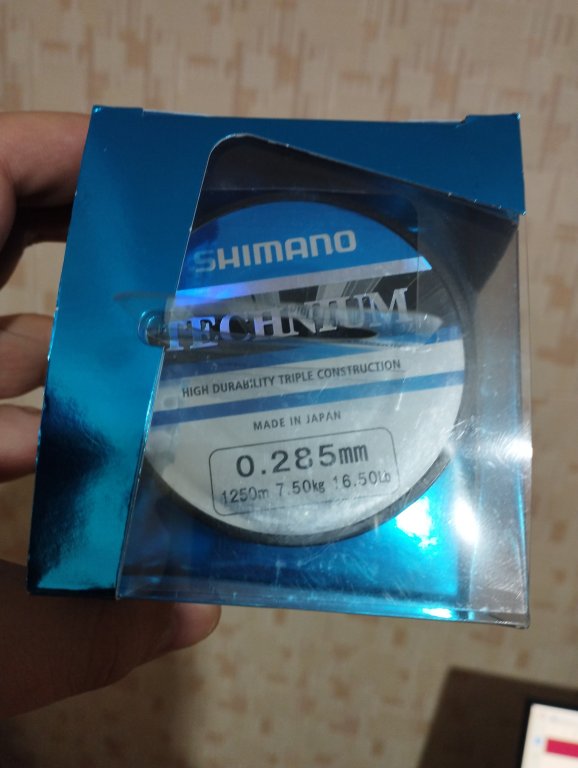 SHIMANO
TECHNIUM
HIGH DURABILITY TRIPLE CONSTRUCTION
MADE IN JAPAN
0.285mm
1250m 7.50kg 16.50Lb